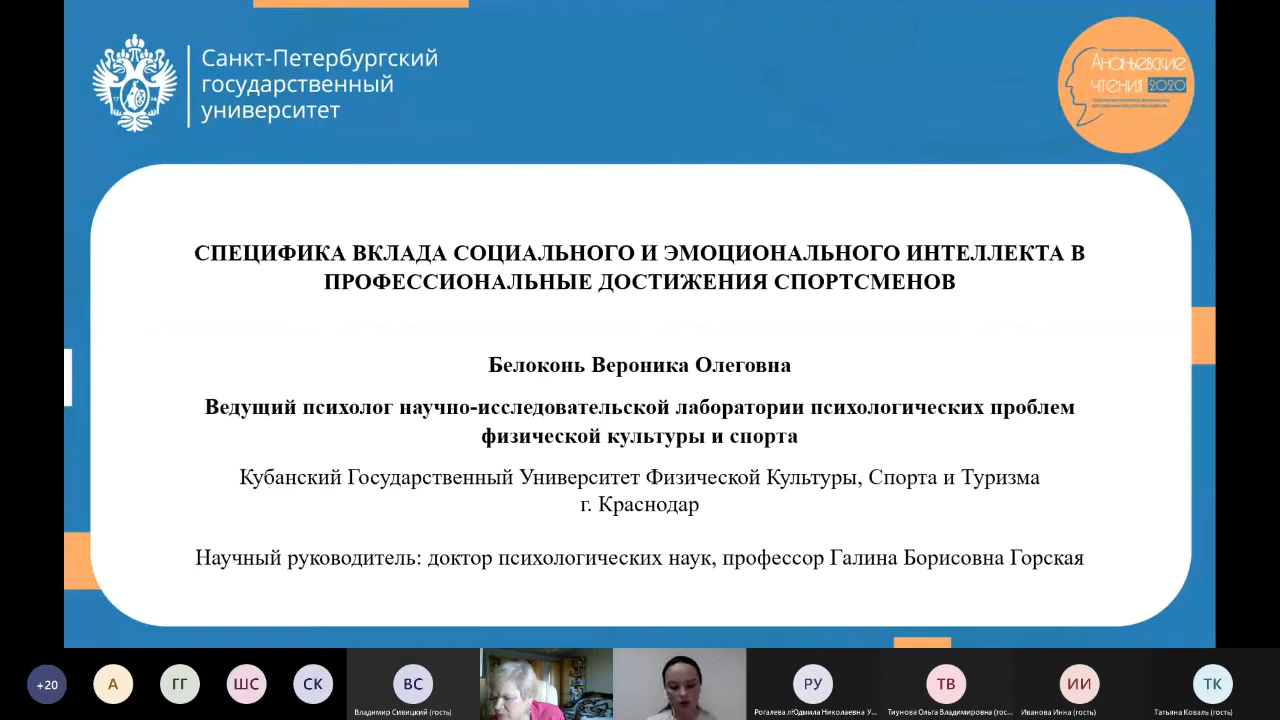 Санкт-Петербургский
государственный
университет
Ананьевские
чтения 2020
СПЕЦИФИКА ВКЛАДА СОЦИАЛЬНОГО И ЭМОЦИОНАЛЬНОГО ИНТЕЛЛЕКТА В
ПРОФЕССИОНАЛЬНЫЕ ДОСТИЖЕНИЯ СПОРТСМЕНОВ
Белоконь Вероника Олеговна
Ведущий психолог научно-исследовательской лаборатории психологических проблем
физической культуры и спорта
Кубанский Государственный Университет Физической Культуры, Спорта и Туризма
г. Краснодар
Научный руководитель: доктор психологических наук, профессор Галина Борисовна Горская
+20 А ГГ ШС СК ВС РУ ТВ ИИ ТК
Владимир Сивицкий (гость) Рогалева лЮдмила Николаевна У... Тиунова Ольга Владимировна (гос... Иванова Инна (гость) Татьяна Коваль (гость)